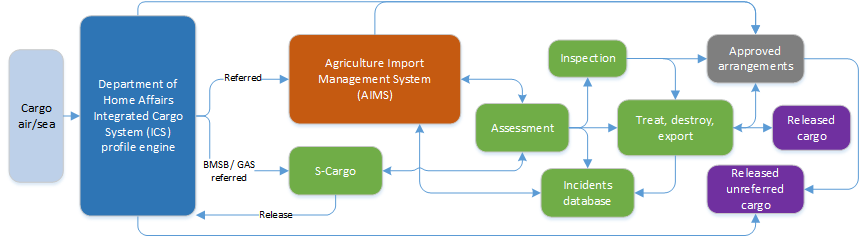 Cargo
air/sea
Department of
Home Affairs
Integrated Cargo
System (ICS)
profile engine
Referred
BMSB/ GAS
referred
Release
Agriculture Import
Management System
(AIMS)
S-Cargo
Assessment
Inspection
Treat, destroy,
export
Incidents
database
Approved
arrangements
Released
cargo
Released
unreferred
cargo